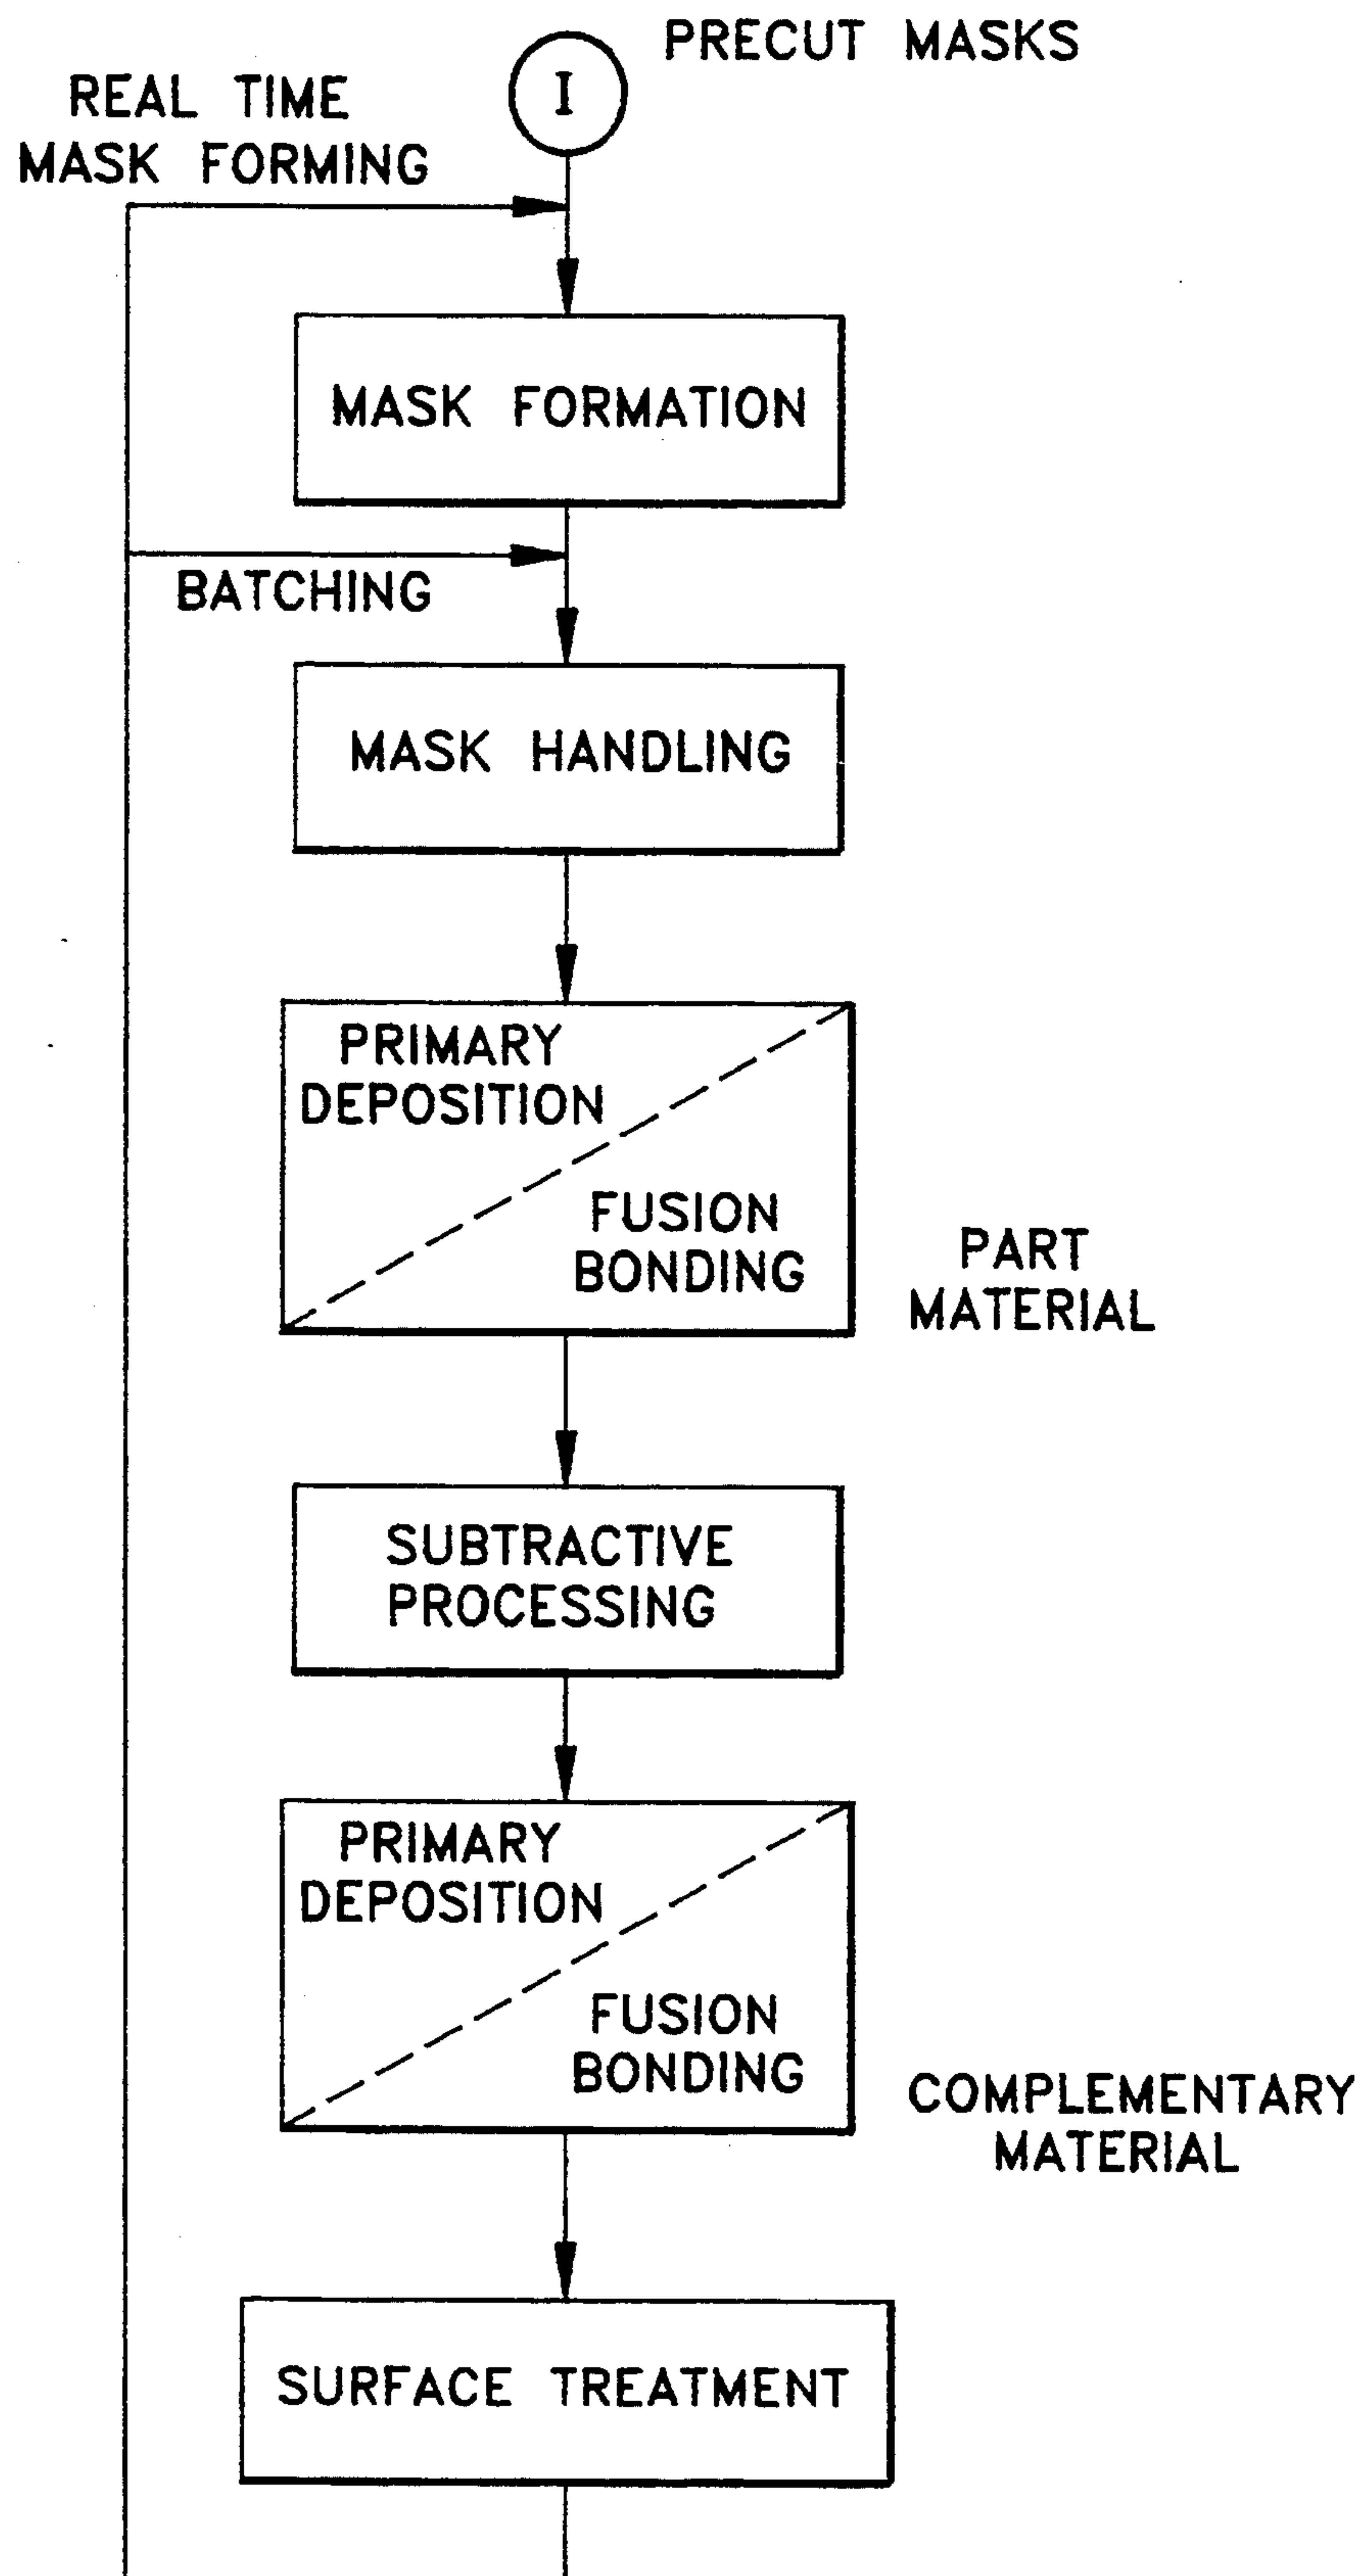 PRECUT MASKS
I
REAL TIME
MASK FORMING
MASK FORMATION
BATCHING
MASK HANDLING
PRIMARY
DEPOSITION
FUSION
BONDING
PART
MATERIAL
SUBTRACTIVE
PROCESSING
PRIMARY
DEPOSITION
FUSION
BONDING
COMPLEMENTARY
MATERIAL
SURFACE TREATMENT